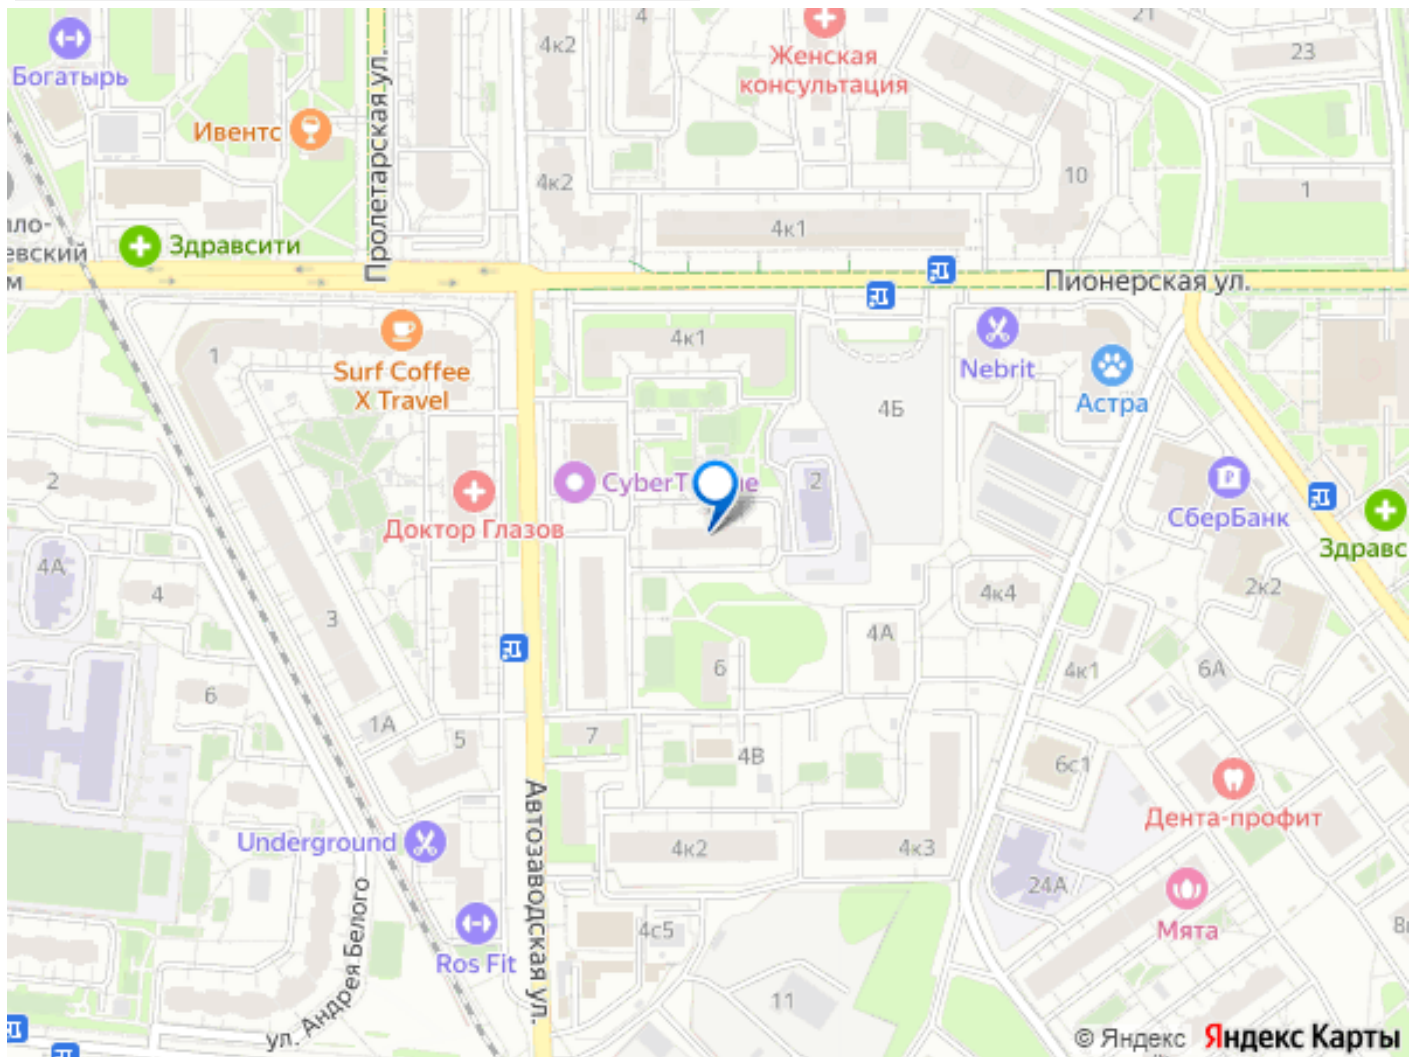 4к2
4
21
23
Богатырь
Женская
консультация
Ивентс
Пролетарская ул.
4к2
10
1
4к1
пло-
евский
м
Здравсити
Пионерская ул.
1
Surf Coffee
X Travel
4к1
Nebrit
4Б
Астра
2
Доктор Глазов
2
СберБанк
Здравс
4А
4
3
4к4
2к2
4А
6
6
4к1
6А
1А
5
7
4В
6с1
Автозаводская ул.
Дента-профит
Underground
4к2
4к3
24А
ул. Андрея Белого
Мята
Ros Fit
4с5
11
© Яндекс Яндекс Карты